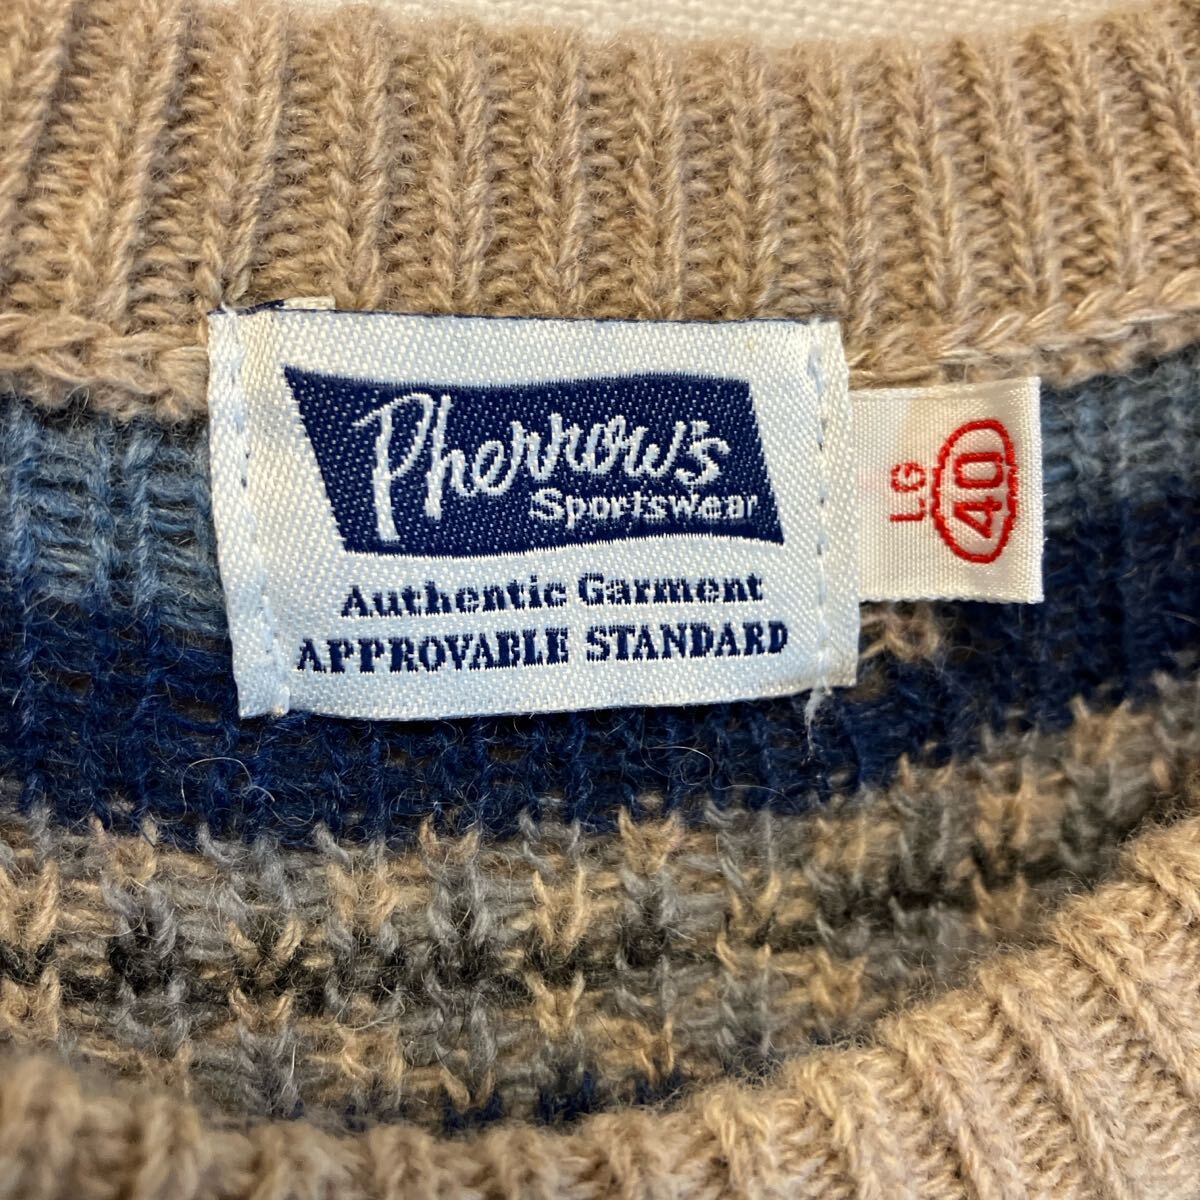 Pherrow's
Sportswear
Authentic Garment
APPROVABLE STANDARD
LG
40